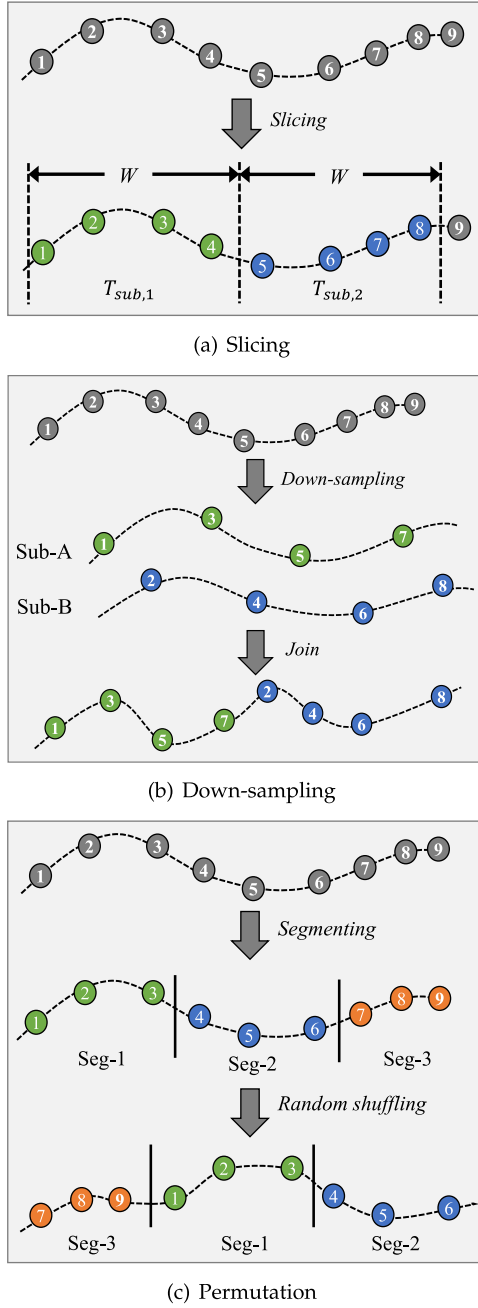 1 2 3 4 5 6 7 8 9
Slicing
W W
1 2 3 4 5 6 7 8 9
T_{sub,1} T_{sub,2}
(a) Slicing
1 2 3 4 5 6 7 8 9
Down-sampling
Sub-A 1 3 5 7
Sub-B 2 4 6 8
Join
1 3 5 7 2 4 6 8
(b) Down-sampling
1 2 3 4 5 6 7 8 9
Segmenting
1 2 3 4 5 6 7 8 9
Seg-1 Seg-2 Seg-3
Random shuffling
7 8 9 1 2 3 4 5 6
Seg-3 Seg-1 Seg-2
(c) Permutation